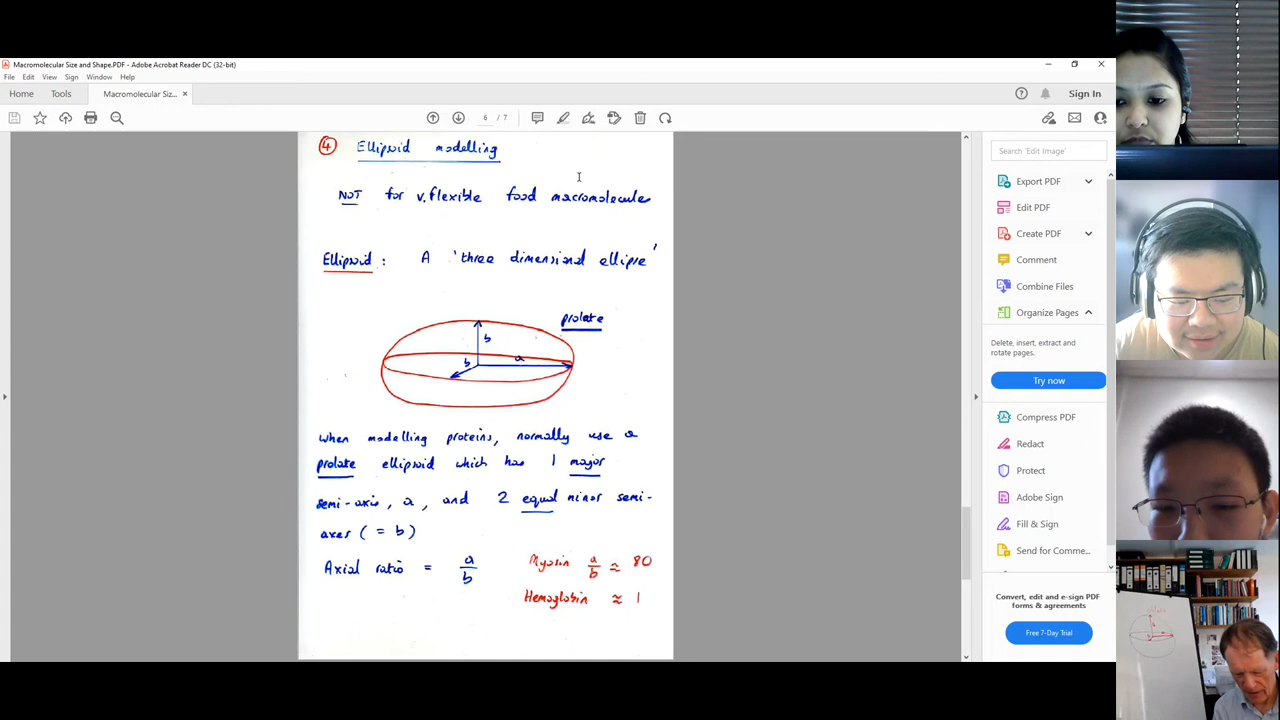 Macromolecular Size and Shape.PDF - Adobe Acrobat Reader DC (32-bit)
File Edit View Sign Window Help
Home Tools Macromolecular Siz... × Sign In
6 / 7
④ Ellipsoid modelling
NOT for v. flexible food macromolecules
Ellipsoid : A 'three dimensional ellipse'
prolate
b
b a
When modelling proteins, normally use a
prolate ellipsoid which has 1 major
semi-axis, a, and 2 equal minor semi-
axes ( = b )
Axial ratio = a/b
Myosin a/b ≈ 80
Hemoglobin ≈ 1
Search 'Edit Image'
Export PDF
Edit PDF
Create PDF
Comment
Combine Files
Organize Pages
Delete, insert, extract and
rotate pages.
Try now
Compress PDF
Redact
Protect
Adobe Sign
Fill & Sign
Send for Comme...
Convert, edit and e-sign PDF
forms & agreements
Free 7-Day Trial